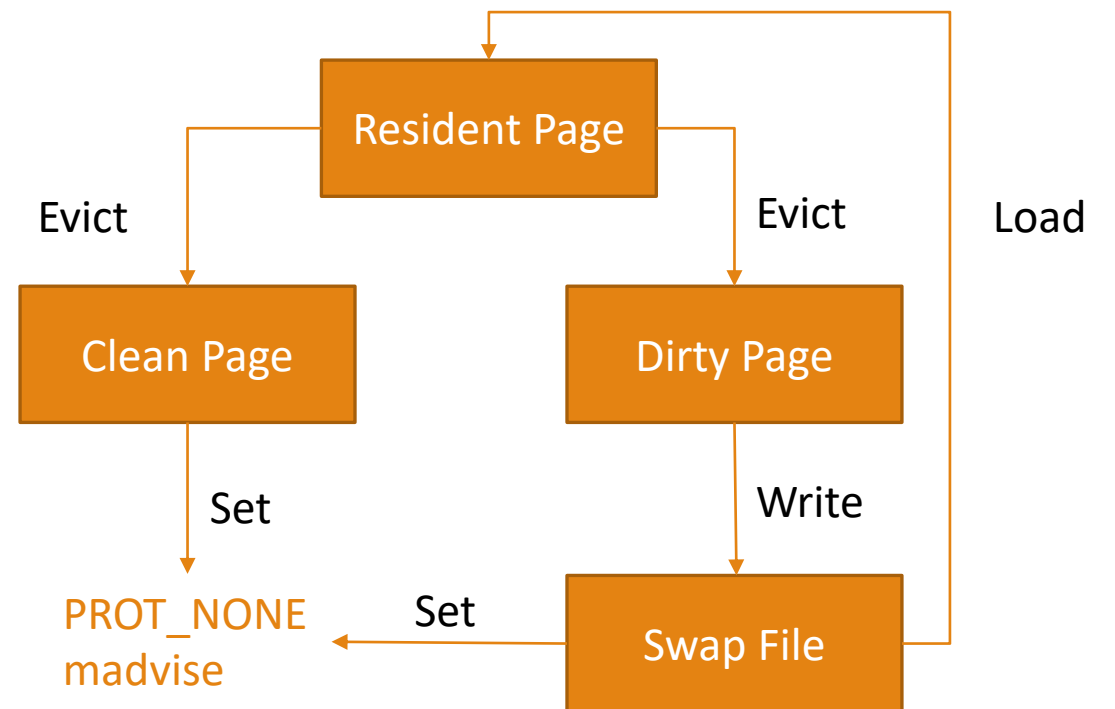 Resident Page
Evict
Evict
Load
Clean Page
Dirty Page
Set
Write
PROT_NONE
madvise
Set
Swap File